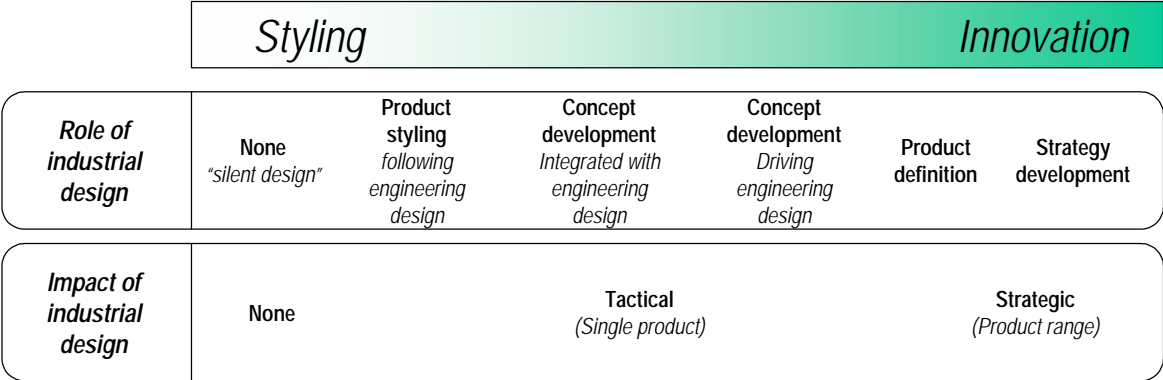 Styling Innovation
Role of
industrial
design
None
"silent design"
Product
styling
following
engineering
design
Concept
development
Integrated with
engineering
design
Concept
development
Driving
engineering
design
Product
definition
Strategy
development
Impact of
industrial
design
None
Tactical
(Single product)
Strategic
(Product range)